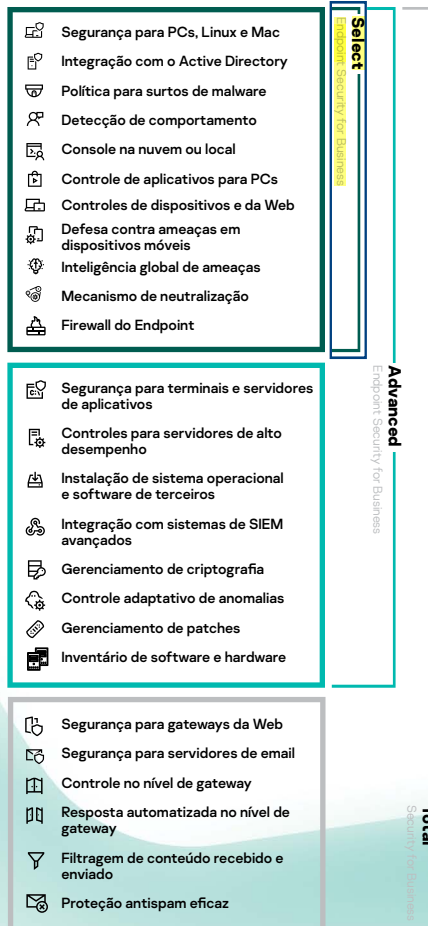 Segurança para PCs, Linux e Mac
Integração com o Active Directory
Política para surtos de malware
Detecção de comportamento
Console na nuvem ou local
Controle de aplicativos para PCs
Controles de dispositivos e da Web
Defesa contra ameaças em
dispositivos móveis
Inteligência global de ameaças
Mecanismo de neutralização
Firewall do Endpoint
Select
Endpoint Security for Business
Segurança para terminais e servidores
de aplicativos
Controles para servidores de alto
desempenho
Instalação de sistema operacional
e software de terceiros
Integração com sistemas de SIEM
avançados
Gerenciamento de criptografia
Controle adaptativo de anomalias
Gerenciamento de patches
Inventário de software e hardware
Advanced
Endpoint Security for Business
Segurança para gateways da Web
Segurança para servidores de email
Controle no nível de gateway
Resposta automatizada no nível de
gateway
Filtragem de conteúdo recebido e
enviado
Proteção antispam eficaz
Total
Security for Business